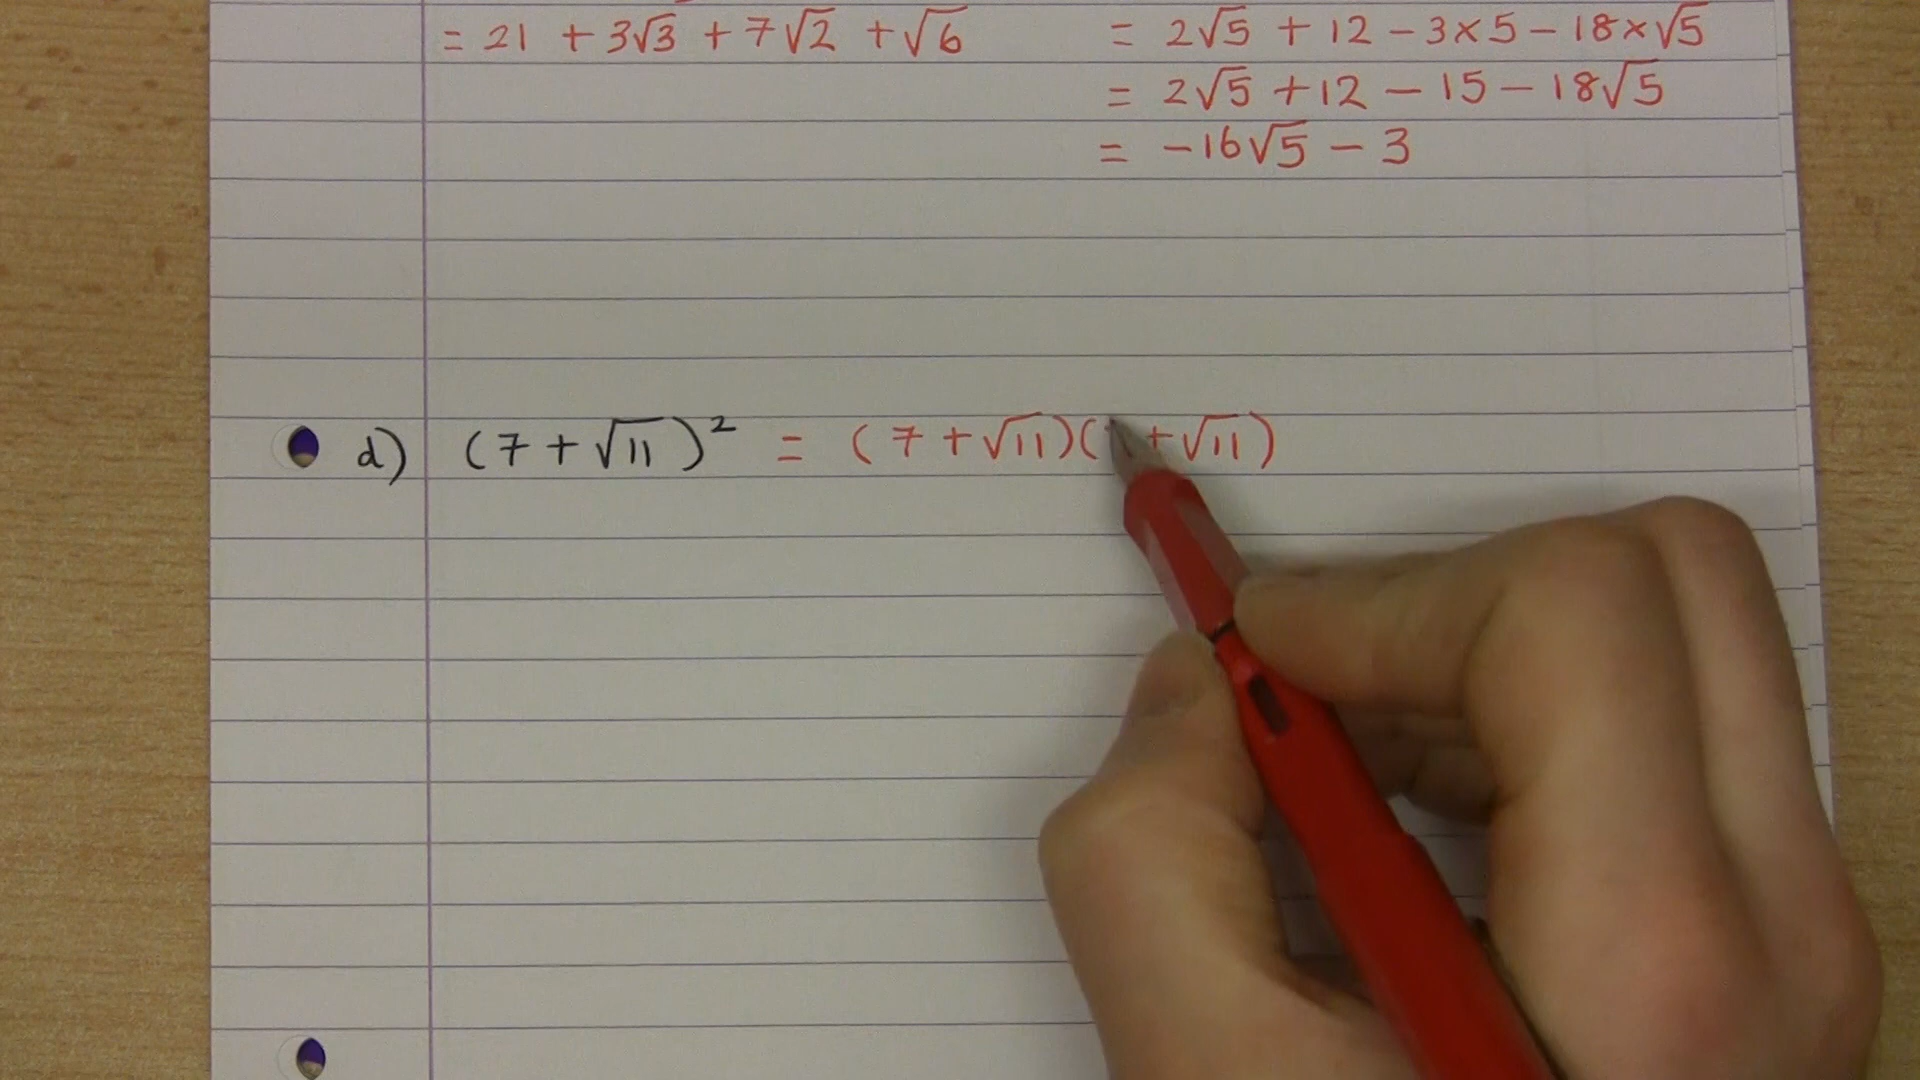 = 21 + 3√3 + 7√2 + √6
= 2√5 + 12 − 3×5 − 18×√5
= 2√5 + 12 − 15 − 18√5
= −16√5 − 3
d) (7 + √11)² = (7 + √11)( + √11)